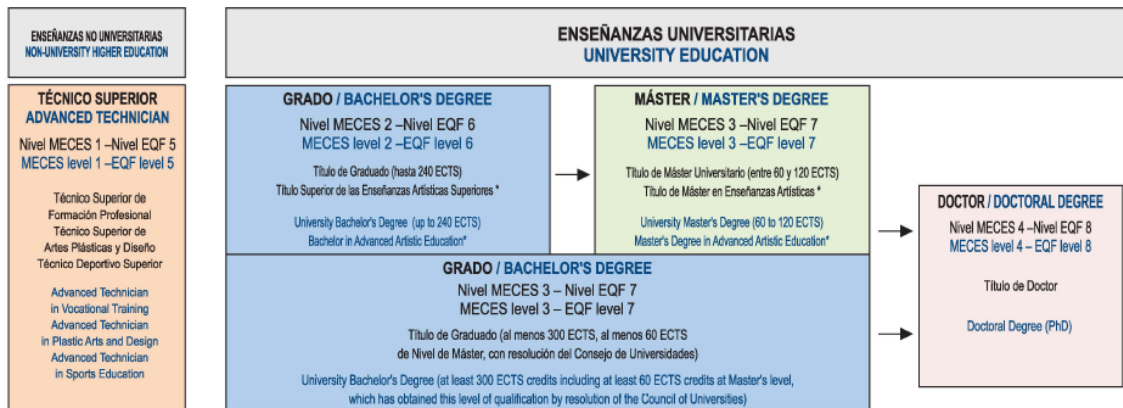 ENSEÑANZAS NO UNIVERSITARIAS
NON-UNIVERSITY HIGHER EDUCATION
ENSEÑANZAS UNIVERSITARIAS
UNIVERSITY EDUCATION
TÉCNICO SUPERIOR
ADVANCED TECHNICIAN
Nivel MECES 1 –Nivel EQF 5
MECES level 1 –EQF level 5
Técnico Superior de
Formación Profesional
Técnico Superior de
Artes Plásticas y Diseño
Técnico Deportivo Superior
Advanced Technician
in Vocational Training
Advanced Technician
in Plastic Arts and Design
Advanced Technician
in Sports Education
GRADO / BACHELOR'S DEGREE
Nivel MECES 2 –Nivel EQF 6
MECES level 2 –EQF level 6
Título de Graduado (hasta 240 ECTS)
Título Superior de las Enseñanzas Artísticas Superiores *
University Bachelor's Degree (up to 240 ECTS)
Bachelor in Advanced Artistic Education*
MÁSTER / MASTER'S DEGREE
Nivel MECES 3 –Nivel EQF 7
MECES level 3 –EQF level 7
Título de Máster Universitario (entre 60 y 120 ECTS)
Título de Máster en Enseñanzas Artísticas *
University Master's Degree (60 to 120 ECTS)
Master's Degree in Advanced Artistic Education*
GRADO / BACHELOR'S DEGREE
Nivel MECES 3 – Nivel EQF 7
MECES level 3 – EQF level 7
Título de Graduado (al menos 300 ECTS, al menos 60 ECTS
de Nivel de Máster, con resolución del Consejo de Universidades)
University Bachelor's Degree (at least 300 ECTS credits including at least 60 ECTS credits at Master's level,
which has obtained this level of qualification by resolution of the Council of Universities)
DOCTOR / DOCTORAL DEGREE
Nivel MECES 4 –Nivel EQF 8
MECES level 4 – EQF level 8
Título de Doctor
Doctoral Degree (PhD)